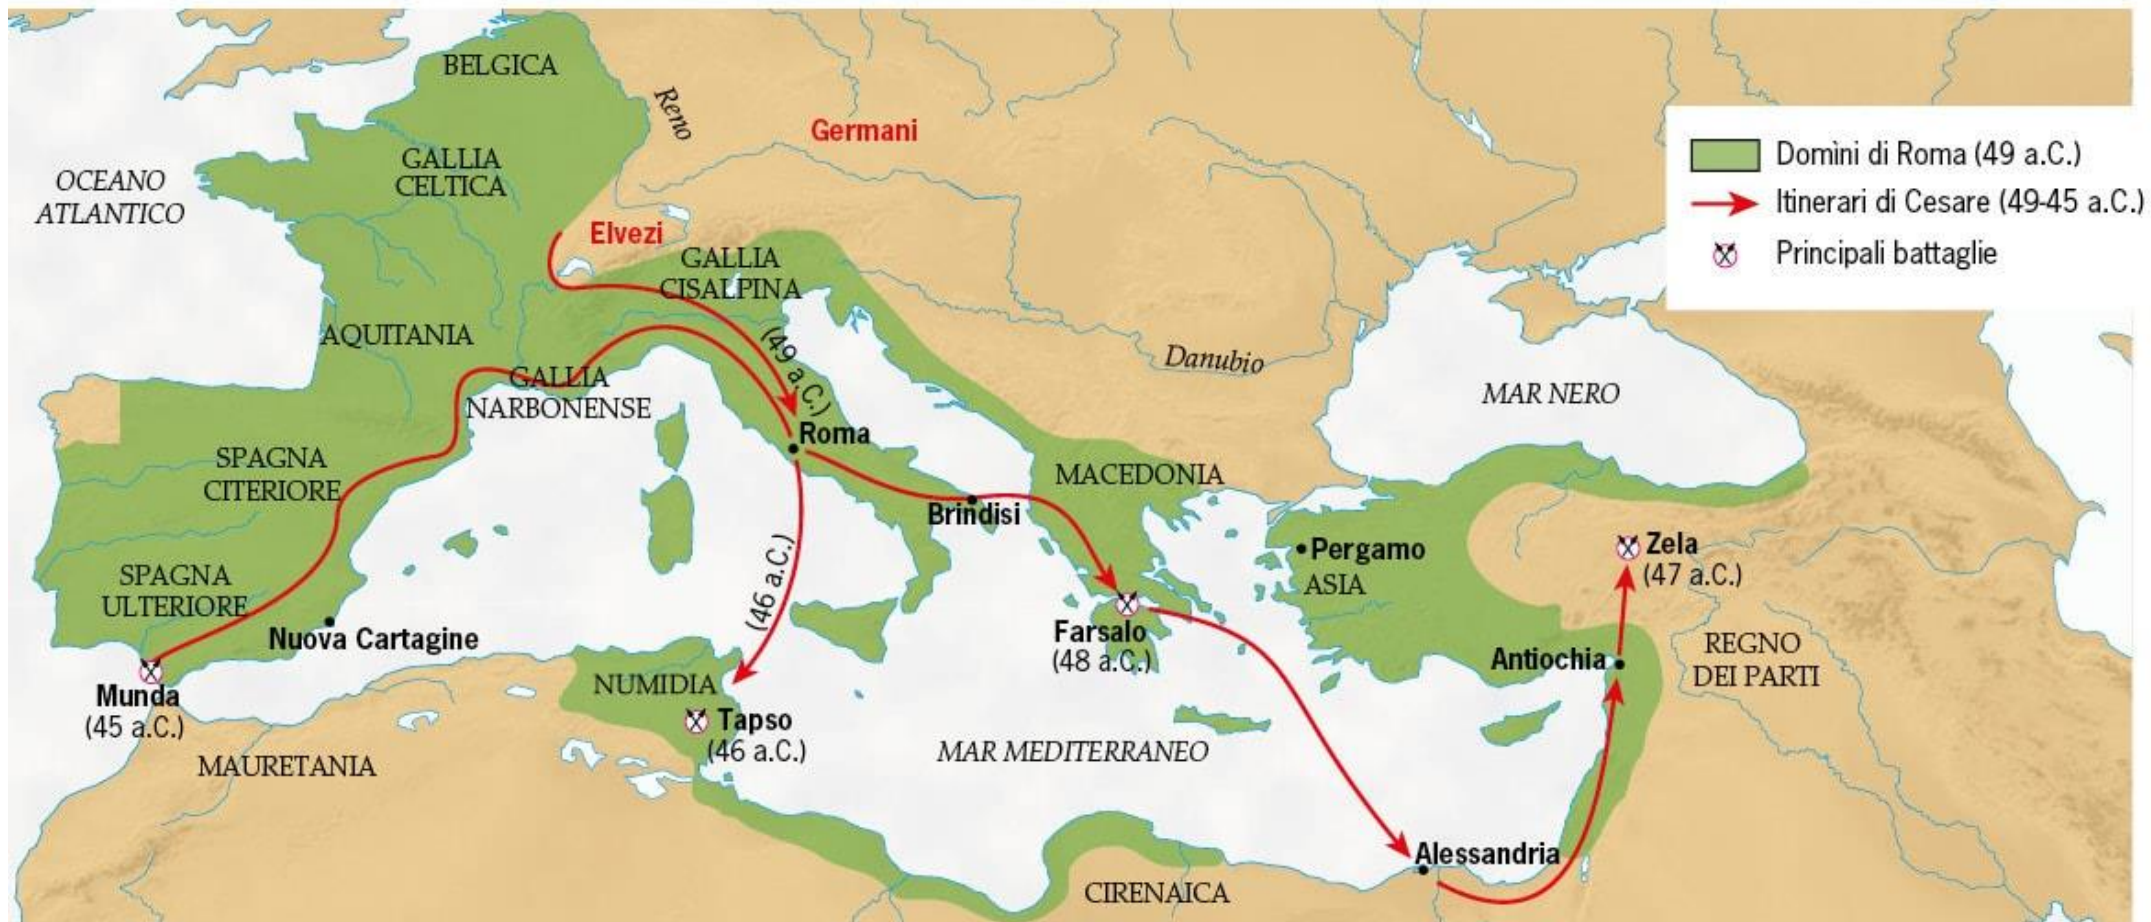 BELGICA
Reno
Germani
GALLIA
CELTICA
OCEANO
ATLANTICO
Elvezi
GALLIA
CISALPINA
AQUITANIA
(49 a.C.)
GALLIA
NARBONENSE
Danubio
MAR NERO
Roma
SPAGNA
CITERIORE
MACEDONIA
Brindisi
Pergamo
ASIA
Zela
(47 a.C.)
SPAGNA
ULTERIORE
(46 a.C.)
Nuova Cartagine
Farsalo
(48 a.C.)
Antiochia
REGNO
DEI PARTI
Munda
(45 a.C.)
NUMIDIA
Tapso
(46 a.C.)
MAURETANIA
MAR MEDITERRANEO
Alessandria
CIRENAICA
Domìni di Roma (49 a.C.)
Itinerari di Cesare (49-45 a.C.)
Principali battaglie